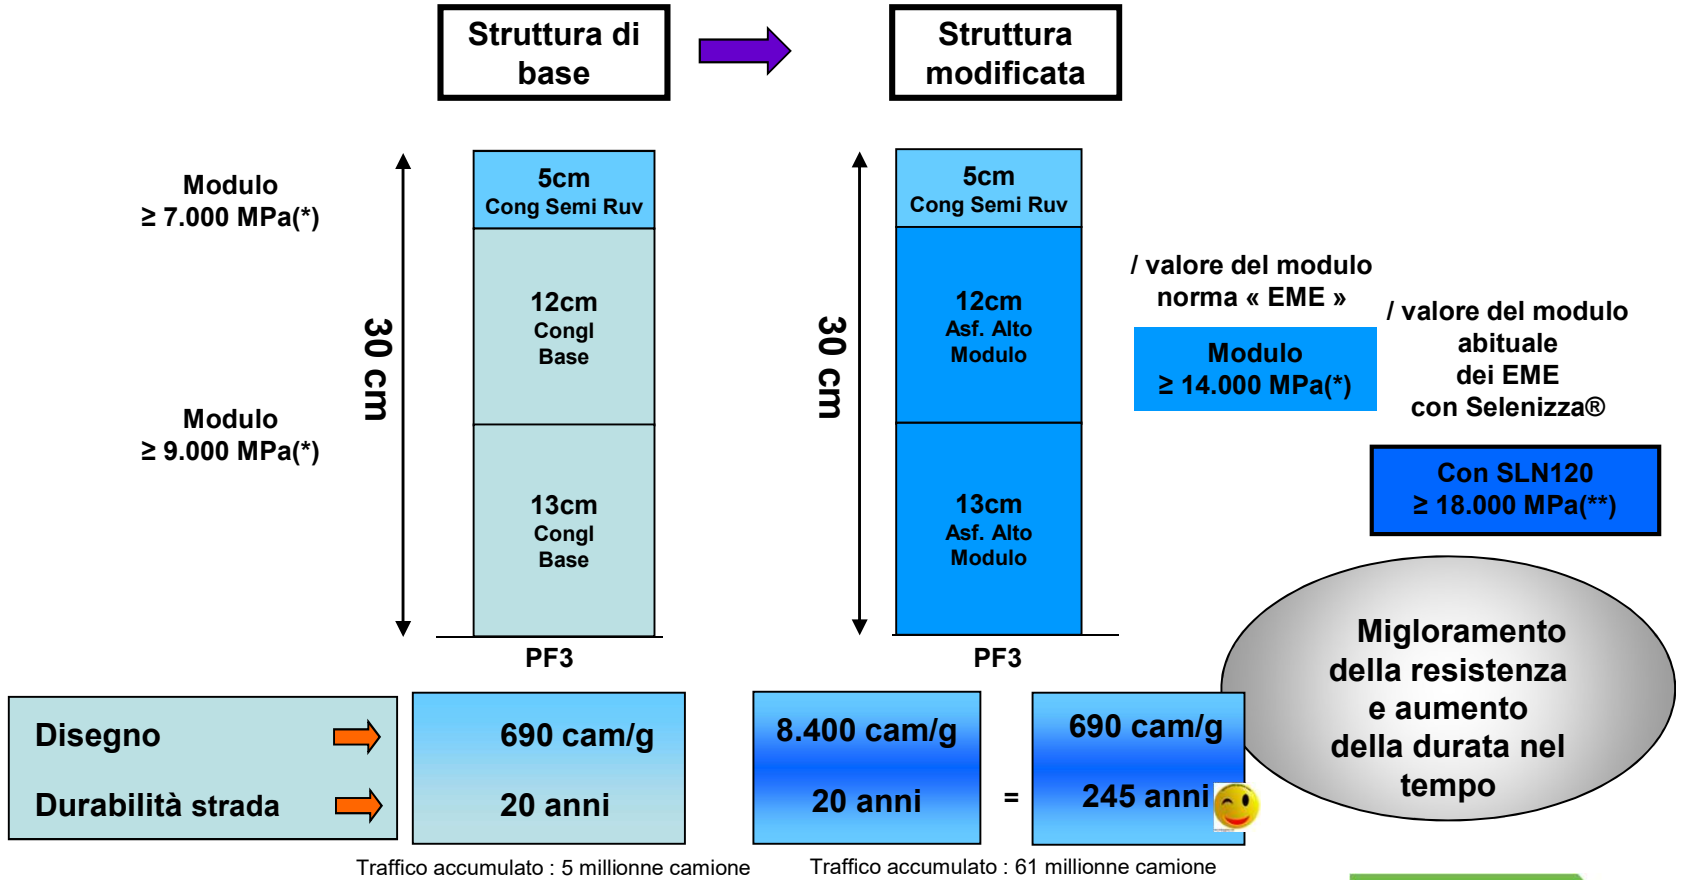 Struttura di
base
Struttura
modificata
Modulo
≥ 7.000 MPa(*)
Modulo
≥ 9.000 MPa(*)
30 cm
5cm
Cong Semi Ruv
12cm
Congl
Base
13cm
Congl
Base
PF3
30 cm
5cm
Cong Semi Ruv
12cm
Asf. Alto
Modulo
13cm
Asf. Alto
Modulo
PF3
/ valore del modulo
norma « EME »
Modulo
≥ 14.000 MPa(*)
/ valore del modulo
abituale
dei EME
con Selenizza®
Con SLN120
≥ 18.000 MPa(**)
Migloramento
della resistenza
e aumento
della durata nel
tempo
Disegno
Durabilità strada
690 cam/g
20 anni
8.400 cam/g
20 anni
=
690 cam/g
245 anni
Traffico accumulato : 5 millionne camione
Traffico accumulato : 61 millionne camione